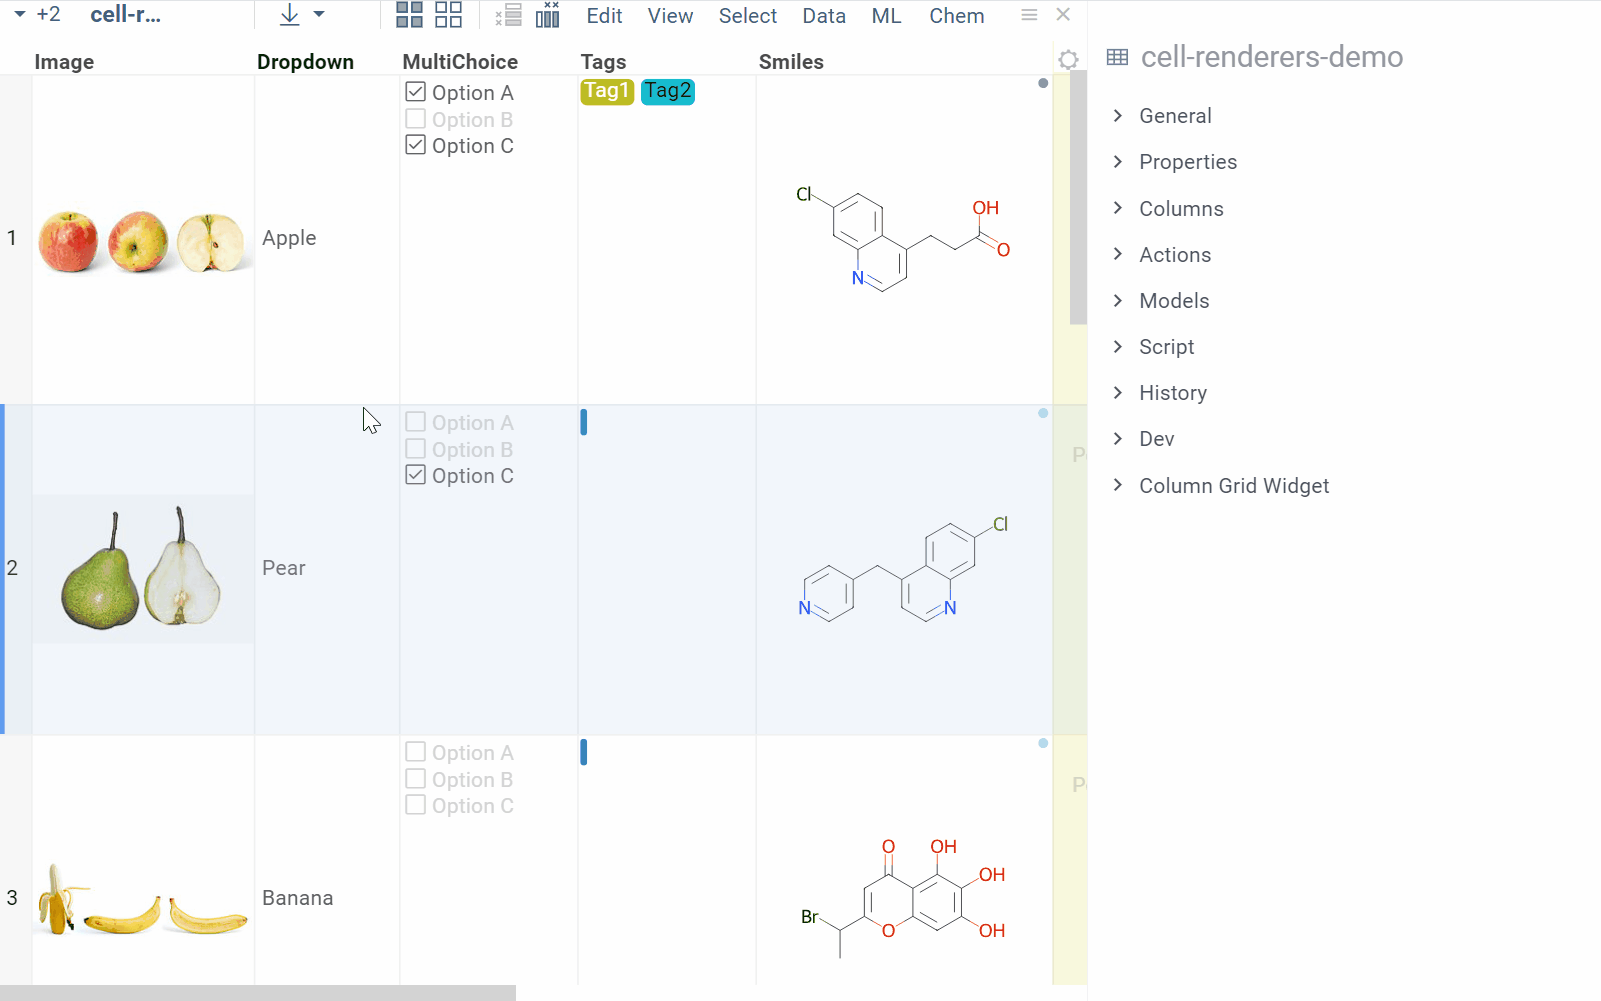 +2 cell-r... Edit View Select Data ML Chem
Image Dropdown MultiChoice Tags Smiles
1
Apple
Option A
Option B
Option C
Tag1 Tag2
Cl
N
OH
O
2
Pear
Option A
Option B
Option C
Cl
N
N
3
Banana
Option A
Option B
Option C
O
OH
OH
Br
O
OH
cell-renderers-demo
General
Properties
Columns
Actions
Models
Script
History
Dev
Column Grid Widget